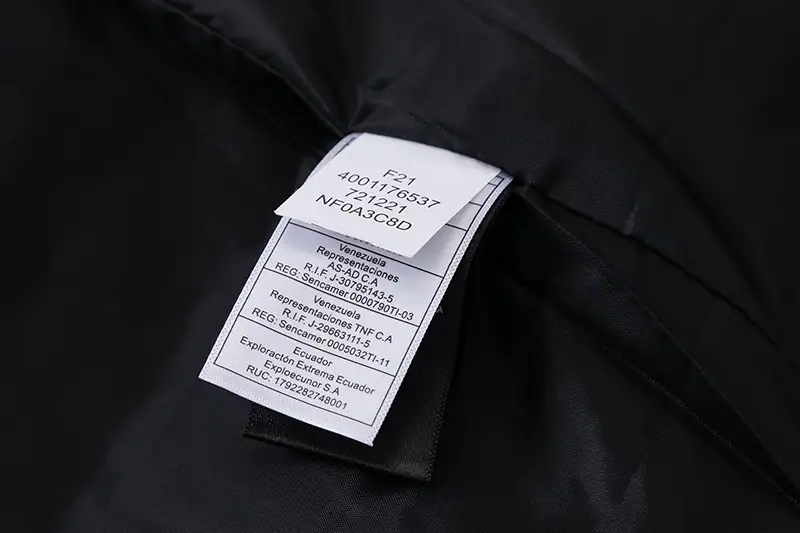 F21
4001176537
721221
NF0A3C8D
Venezuela
Representaciones
AS-AD C.A
R.I.F. J-30795143-5
REG: Sencamer 0000790TI-03
Venezuela
Representaciones TNF C.A
R.I.F. J-29663111-5
REG: Sencamer 0005032TI-11
Ecuador
Exploración Extrema Ecuador
Exploecunor S.A
RUC: 1792282748001